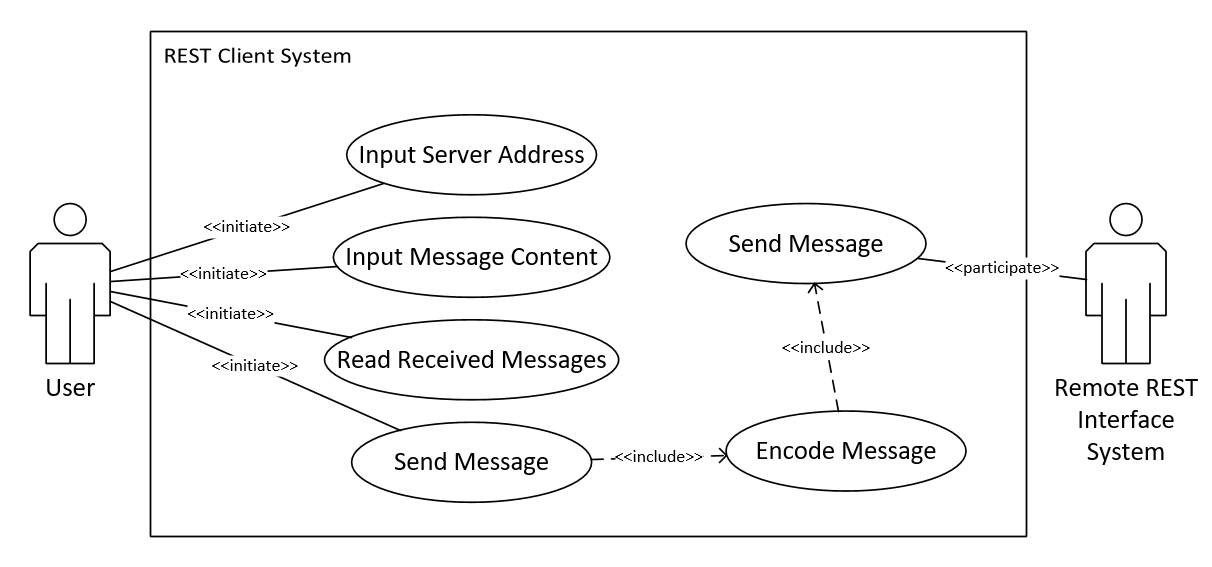 REST Client System
Input Server Address
<<initiate>>
Input Message Content
<<initiate>>
Read Received Messages
<<initiate>>
Send Message
<<initiate>>
User
<<include>>
Encode Message
<<include>>
Send Message
<<participate>>
Remote REST
Interface
System